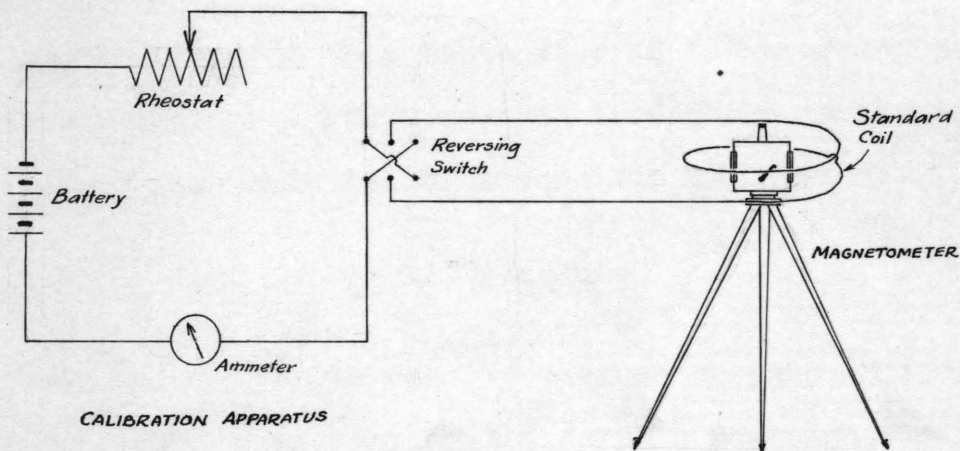 Rheostat
Reversing
Switch
Standard
Coil
Battery
MAGNETOMETER
Ammeter
CALIBRATION APPARATUS